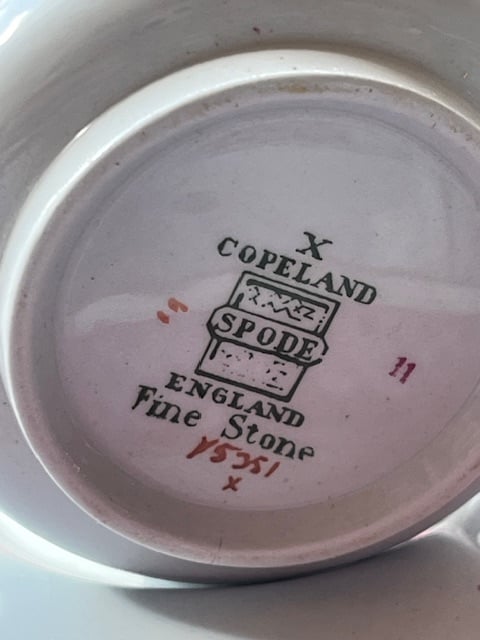 X
COPELAND
SPODE
11
ENGLAND
Fine Stone
Y5351
x